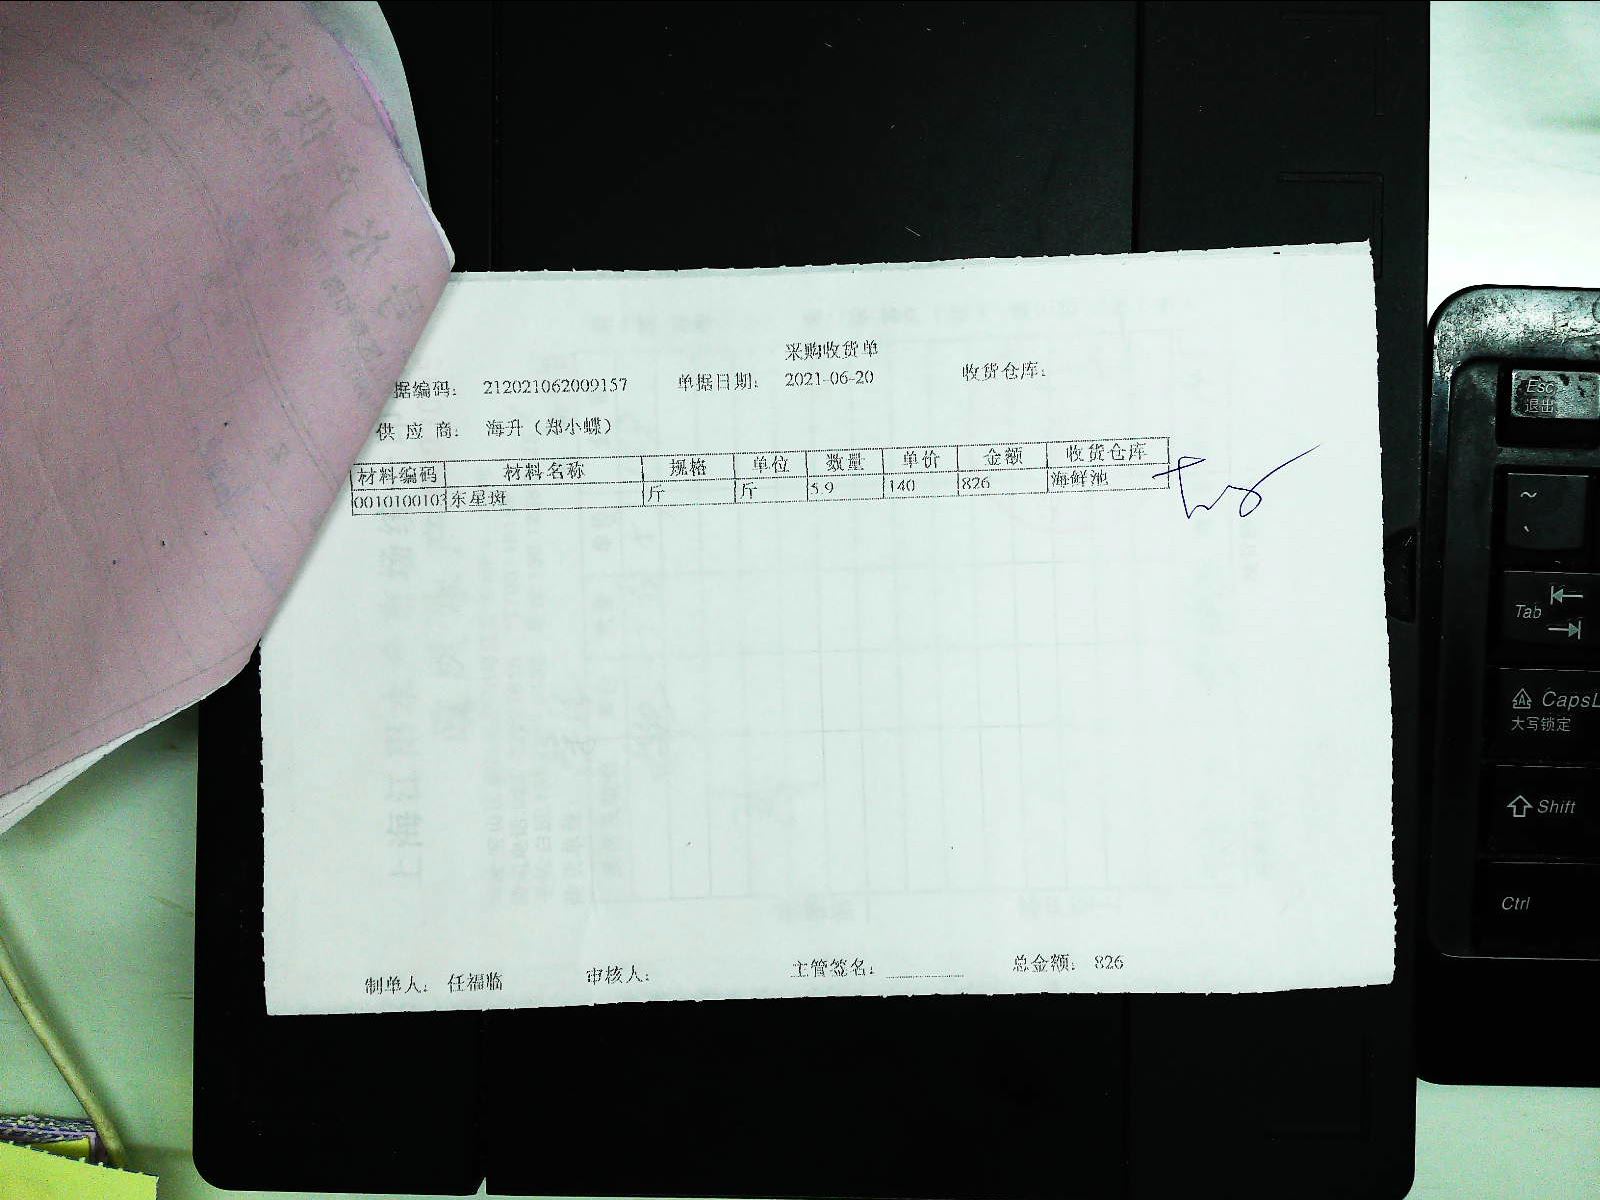 采购收货单
据编码： 212021062009157 单据日期： 2021-06-20 收货仓库：
供 应 商： 海升（郑小蝶）
材料编码 材料名称 规格 单位 数量 单价 金额 收货仓库
0010100103 东星斑 斤 斤 5.9 140 826 海鲜池
制单人： 任福临 审核人： 主管签名： 总金额： 826
Esc
退出
~
Tab
CapsL
大写锁定
Shift
Ctrl